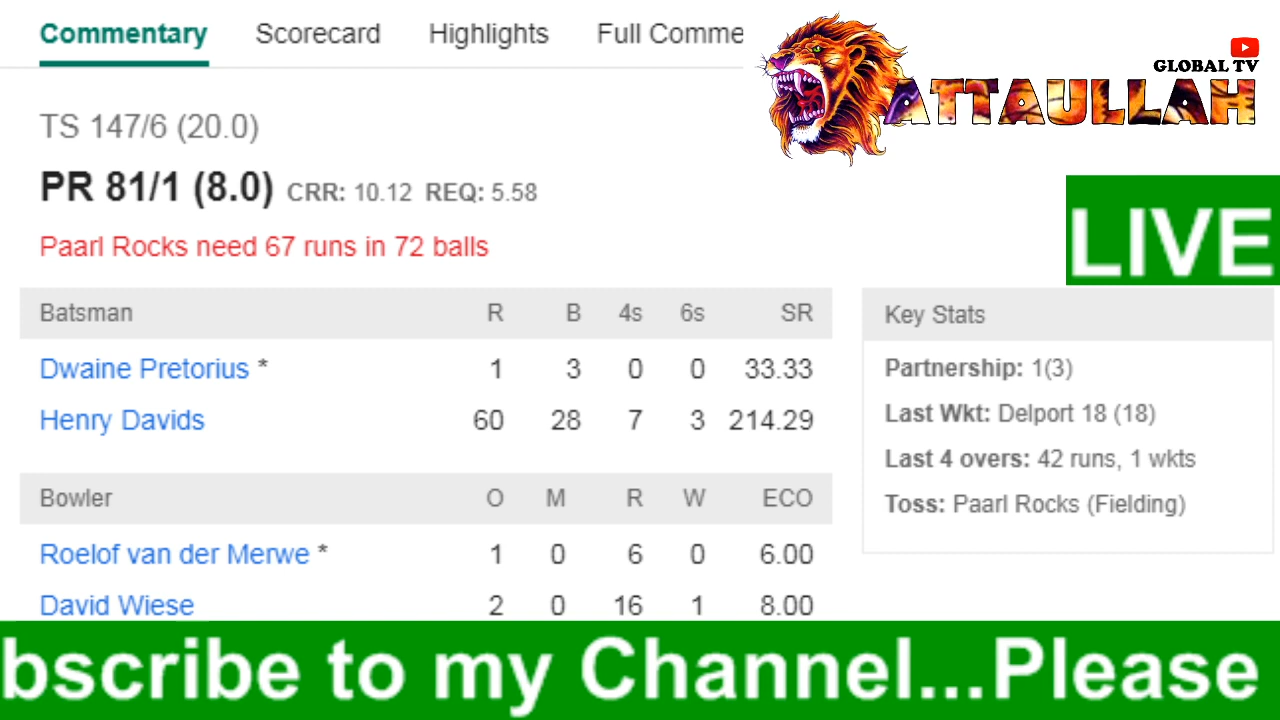 Commentary Scorecard Highlights Full Comme
GLOBAL TV
ATTAULLAH
TS 147/6 (20.0)
PR 81/1 (8.0) CRR: 10.12 REQ: 5.58
Paarl Rocks need 67 runs in 72 balls
LIVE
Batsman R B 4s 6s SR
Dwaine Pretorius * 1 3 0 0 33.33
Henry Davids 60 28 7 3 214.29
Bowler O M R W ECO
Roelof van der Merwe * 1 0 6 0 6.00
David Wiese 2 0 16 1 8.00
Key Stats
Partnership: 1(3)
Last Wkt: Delport 18 (18)
Last 4 overs: 42 runs, 1 wkts
Toss: Paarl Rocks (Fielding)
bscribe to my Channel...Please